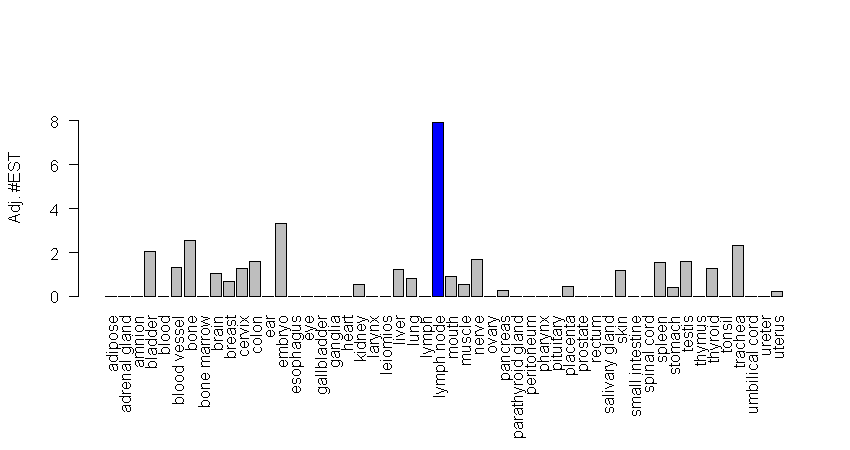 Adj. #EST
8
6
4
2
0
adipose
adrenal gland
amnion
bladder
blood
blood vessel
bone
bone marrow
brain
breast
cervix
colon
ear
embryo
esophagus
eye
gallbladder
ganglia
heart
kidney
larynx
leiomios
liver
lung
lymph
lymph node
mouth
muscle
nerve
ovary
pancreas
parathyroid gland
peritoneum
pharynx
pituitary
placenta
prostate
rectum
salivary gland
skin
small intestine
spinal cord
spleen
stomach
testis
thymus
thyroid
tonsil
trachea
umbilical cord
ureter
uterus